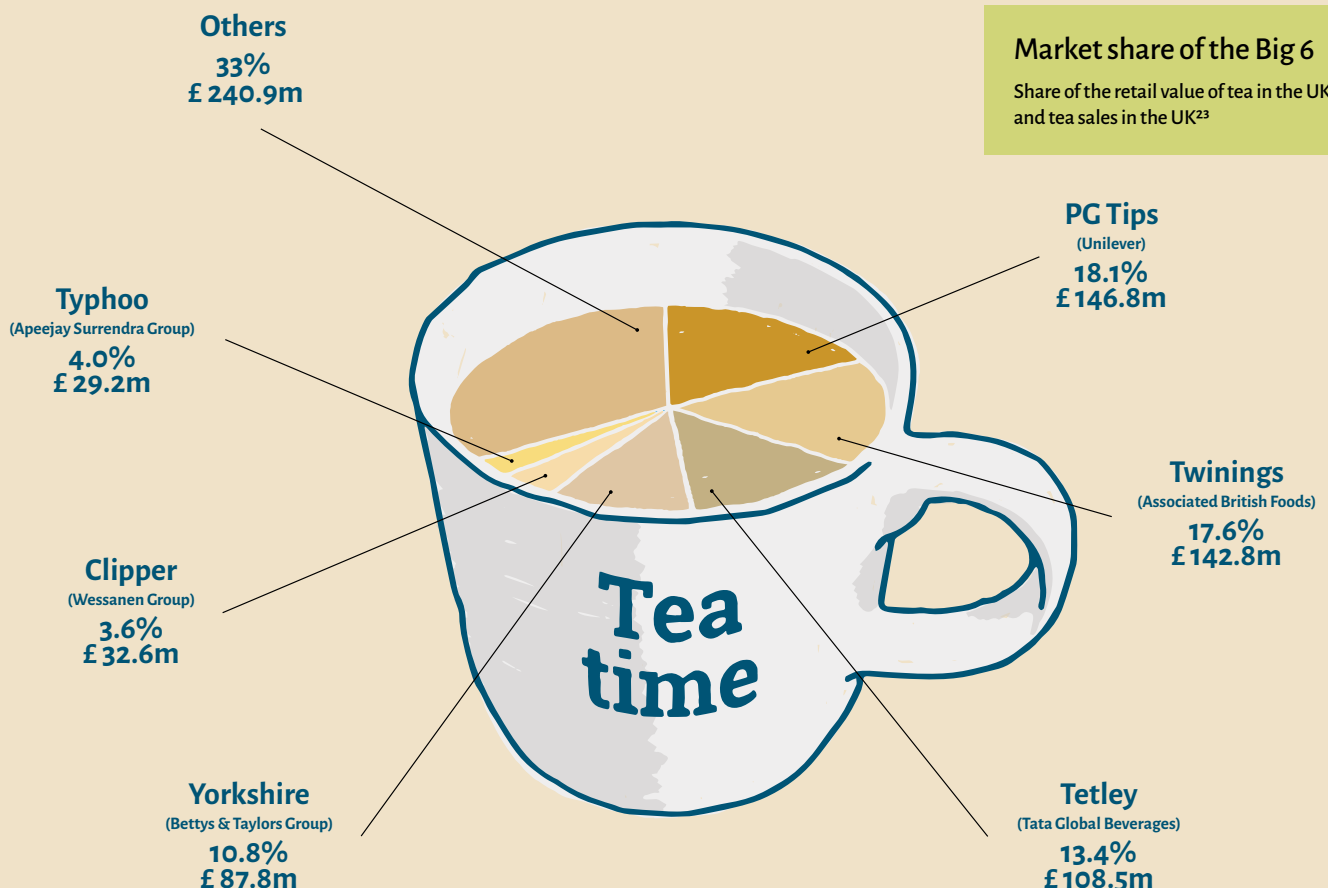 Others
33%
£ 240.9m
Market share of the Big 6
Share of the retail value of tea in the UK
and tea sales in the UK²³
PG Tips
(Unilever)
18.1%
£ 146.8m
Typhoo
(Apeejay Surrendra Group)
4.0%
£ 29.2m
Twinings
(Associated British Foods)
17.6%
£ 142.8m
Clipper
(Wessanen Group)
3.6%
£ 32.6m
Tea
time
Yorkshire
(Bettys & Taylors Group)
10.8%
£ 87.8m
Tetley
(Tata Global Beverages)
13.4%
£ 108.5m